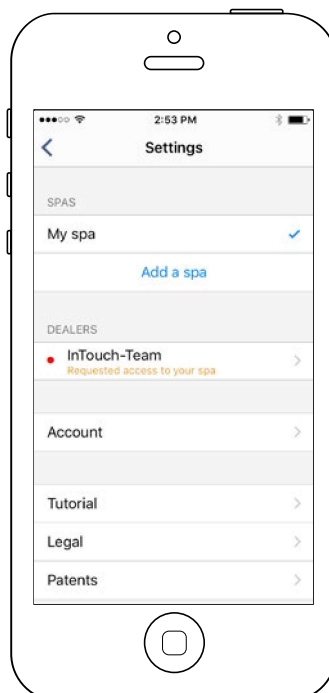 2:53 PM
Settings
SPAS
My spa
Add a spa
DEALERS
InTouch-Team
Requested access to your spa
Account
Tutorial
Legal
Patents